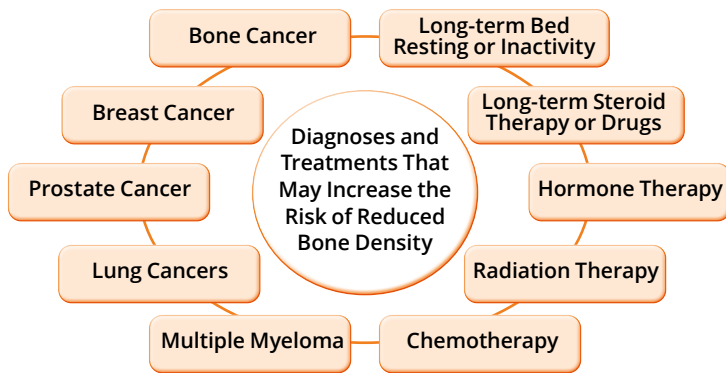 Bone Cancer
Long-term Bed
Resting or Inactivity
Breast Cancer
Long-term Steroid
Therapy or Drugs
Diagnoses and
Treatments That
May Increase the
Risk of Reduced
Bone Density
Prostate Cancer
Hormone Therapy
Lung Cancers
Radiation Therapy
Multiple Myeloma
Chemotherapy